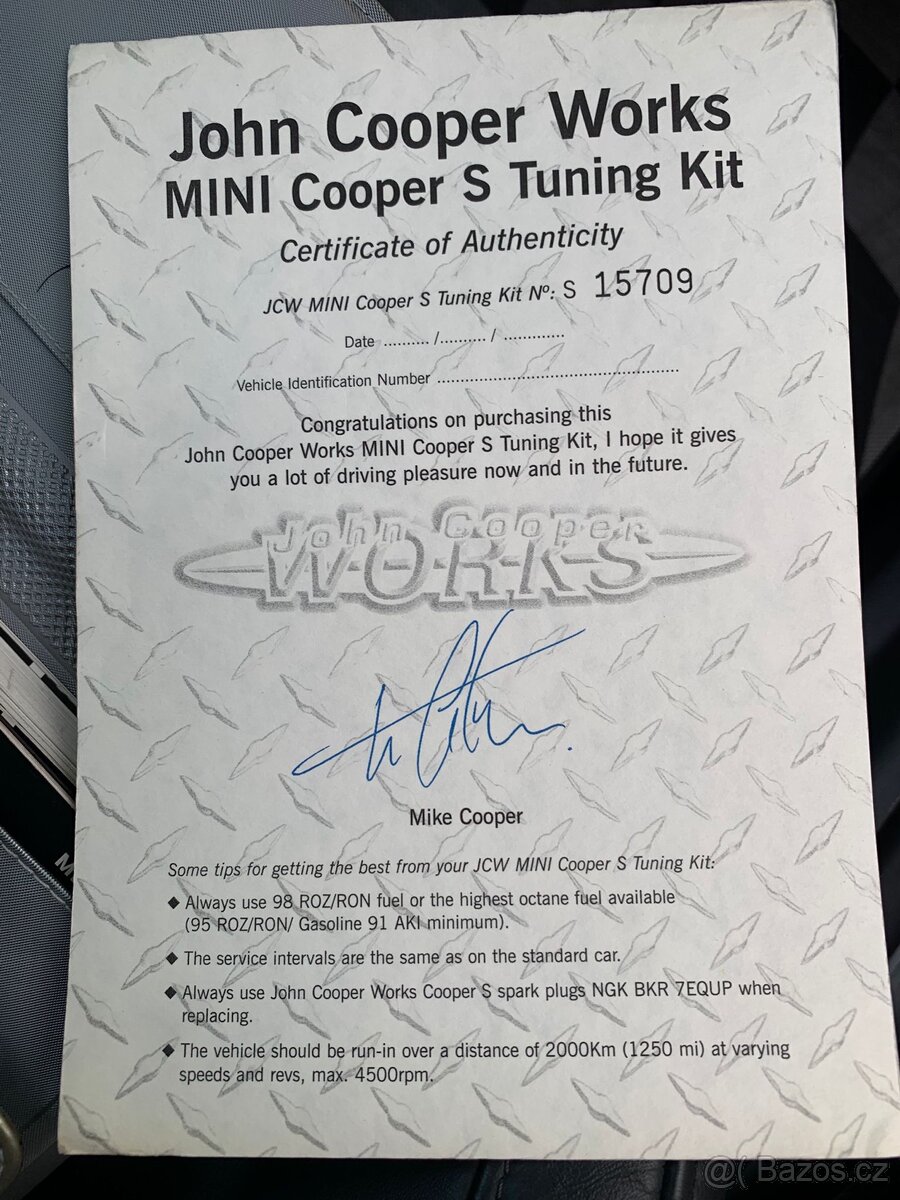 John Cooper Works
MINI Cooper S Tuning Kit
Certificate of Authenticity
JCW MINI Cooper S Tuning Kit Nº: S 15709
Date .......... /.......... / .............
Vehicle Identification Number ......................................................
Congratulations on purchasing this
John Cooper Works MINI Cooper S Tuning Kit, I hope it gives
you a lot of driving pleasure now and in the future.
John Cooper
WORKS
Mike Cooper
Some tips for getting the best from your JCW MINI Cooper S Tuning Kit:
◆ Always use 98 ROZ/RON fuel or the highest octane fuel available
(95 ROZ/RON/ Gasoline 91 AKI minimum).
◆ The service intervals are the same as on the standard car.
◆ Always use John Cooper Works Cooper S spark plugs NGK BKR 7EQUP when
replacing.
◆ The vehicle should be run-in over a distance of 2000Km (1250 mi) at varying
speeds and revs, max. 4500rpm.
@( Bazos.cz